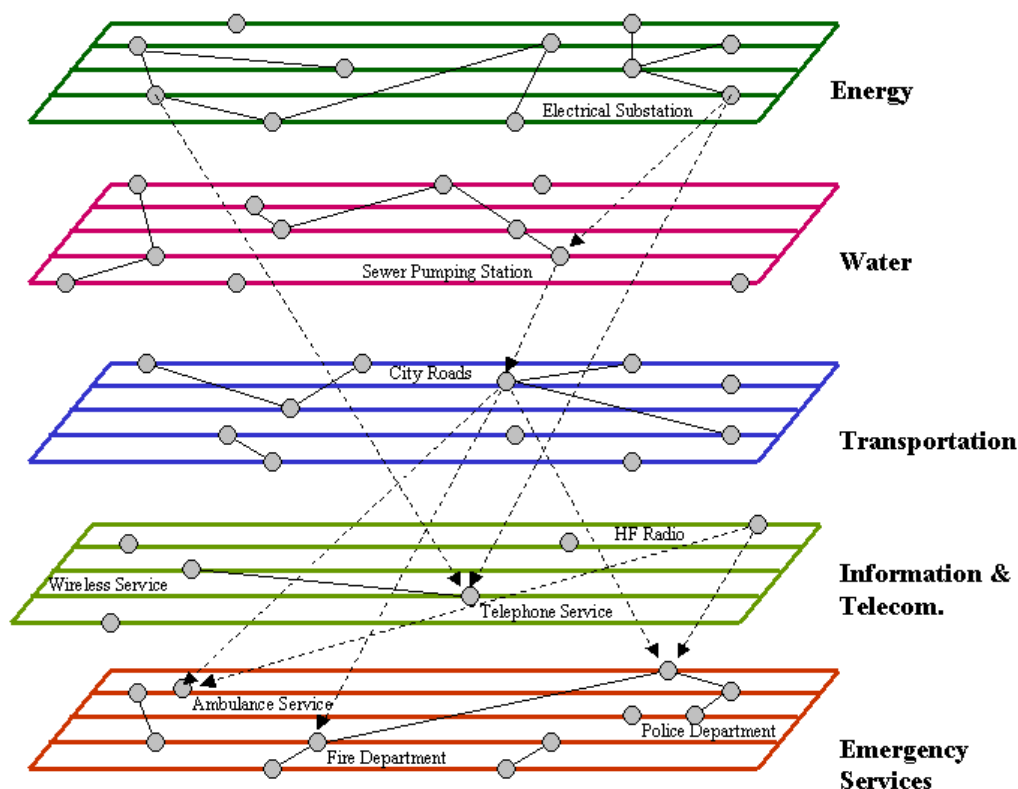 Energy
Electrical Substation
Water
Sewer Pumping Station
City Roads
Transportation
HF Radio
Wireless Service
Information &
Telecom.
Telephone Service
Ambulance Service
Police Department
Fire Department
Emergency
Services